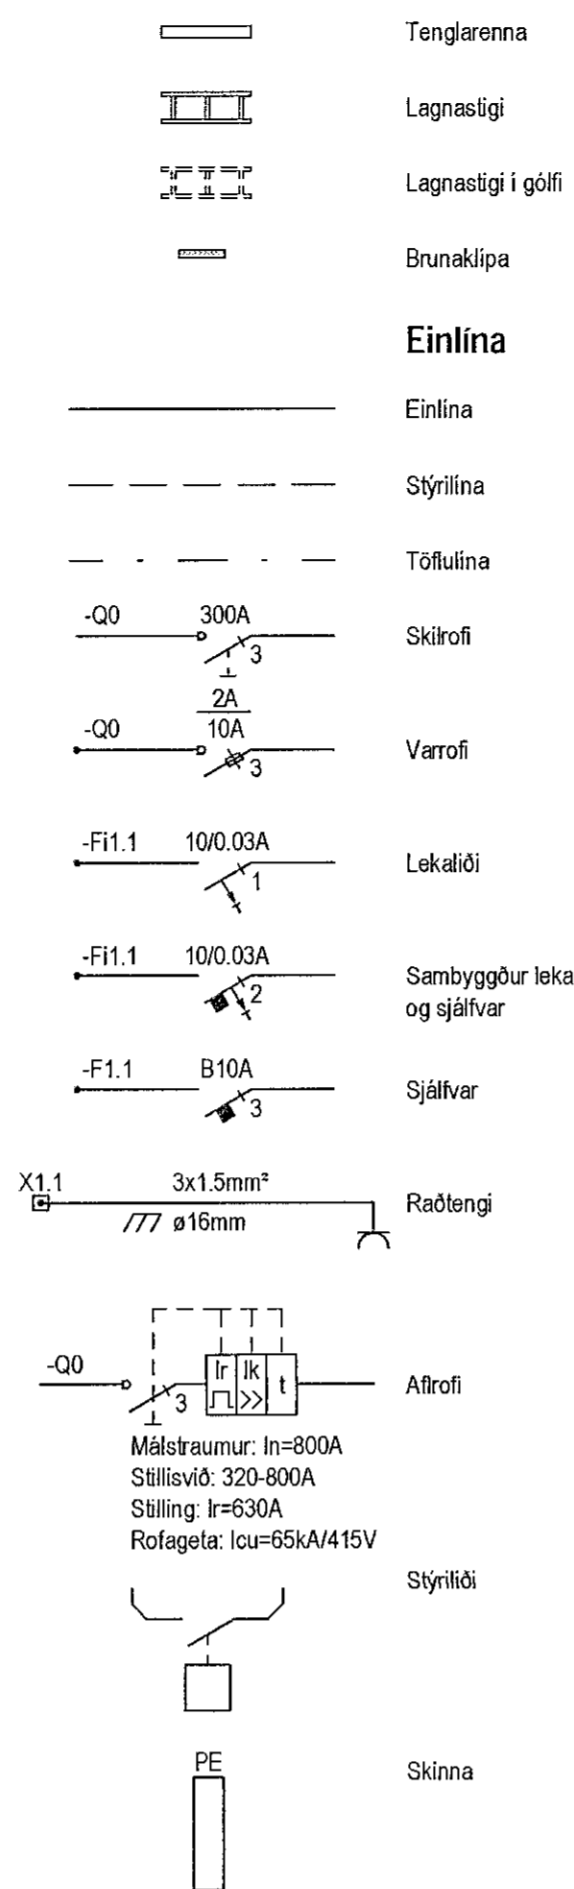 Tenglarenna
Lagnastigi
Lagnastigi í gólfi
Brunaklípa
Einlína
Einlína
Stýrilína
Töflulína
-Q0 300A
3
Skilrofi
2A
-Q0 10A
3
Varrofi
-Fi1.1 10/0.03A
1
Lekaliði
-Fi1.1 10/0.03A
2
Sambyggður leka
og sjálfvar
-F1.1 B10A
3
Sjálfvar
X1.1 3x1.5mm²
ø16mm
Raðtengi
-Q0 Ir Ik t
3 >>
Aflrofi
Málstraumur: In=800A
Stillisvið: 320-800A
Stilling: Ir=630A
Rofageta: Icu=65kA/415V
Stýriliði
PE
Skinna